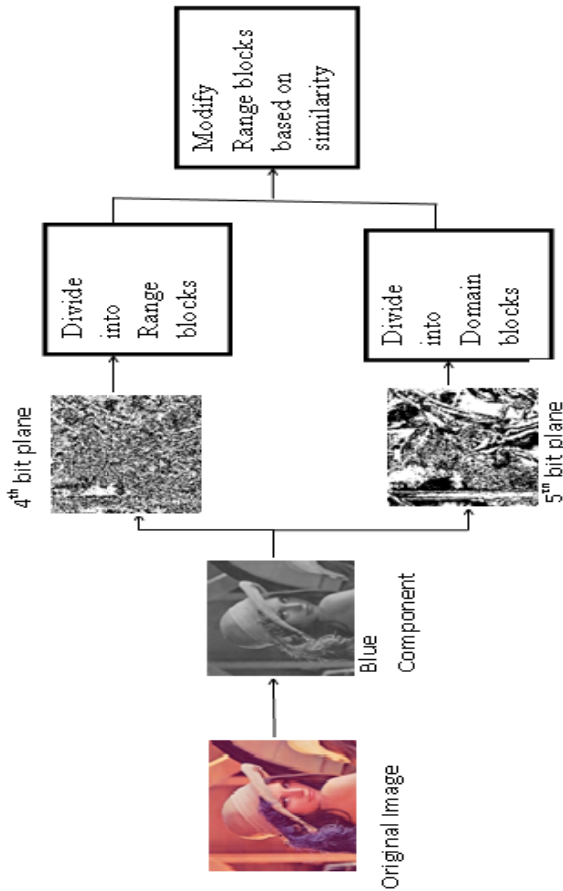 Original Image
Blue
Component
4th bit plane
5th bit plane
Divide
into
Range
blocks
Divide
into
Domain
blocks
Modify
Range blocks
based on
similarity